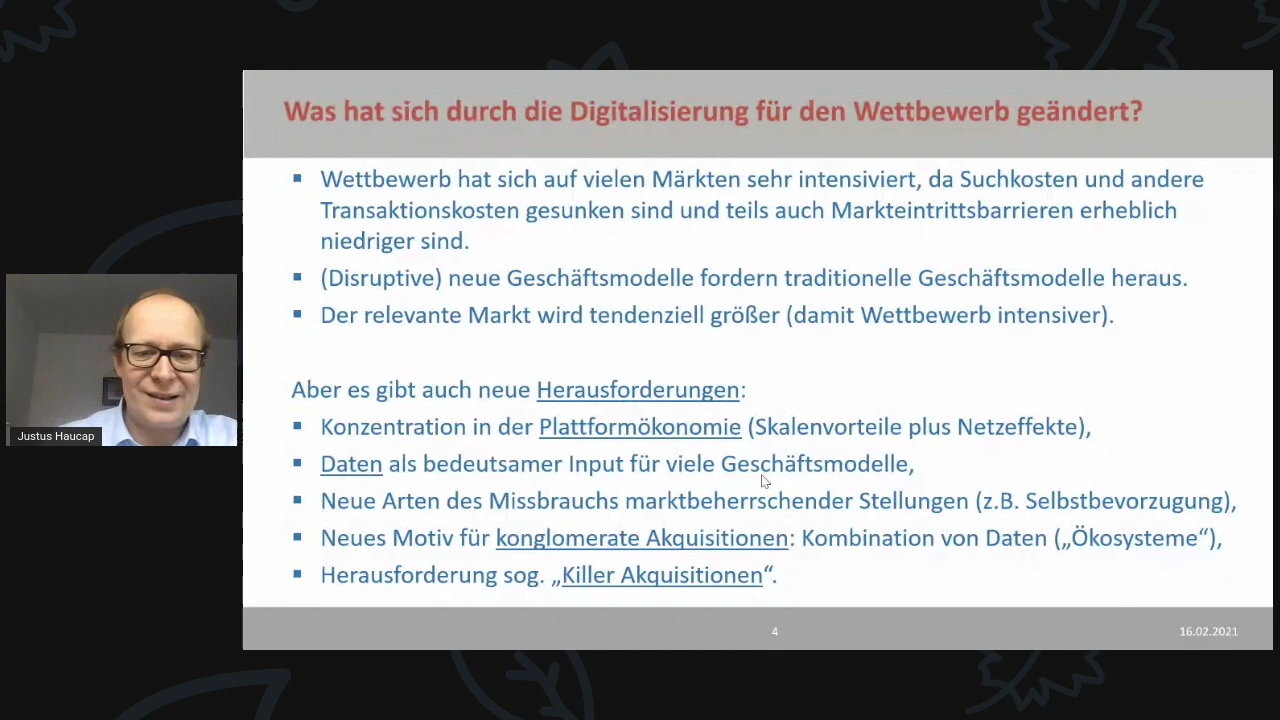 Was hat sich durch die Digitalisierung für den Wettbewerb geändert?
▪ Wettbewerb hat sich auf vielen Märkten sehr intensiviert, da Suchkosten und andere
Transaktionskosten gesunken sind und teils auch Markteintrittsbarrieren erheblich
niedriger sind.
▪ (Disruptive) neue Geschäftsmodelle fordern traditionelle Geschäftsmodelle heraus.
▪ Der relevante Markt wird tendenziell größer (damit Wettbewerb intensiver).
Aber es gibt auch neue Herausforderungen:
▪ Konzentration in der Plattformökonomie (Skalenvorteile plus Netzeffekte),
▪ Daten als bedeutsamer Input für viele Geschäftsmodelle,
▪ Neue Arten des Missbrauchs marktbeherrschender Stellungen (z.B. Selbstbevorzugung),
▪ Neues Motiv für konglomerate Akquisitionen: Kombination von Daten („Ökosysteme“),
▪ Herausforderung sog. „Killer Akquisitionen“.
4
16.02.2021
Justus Haucap